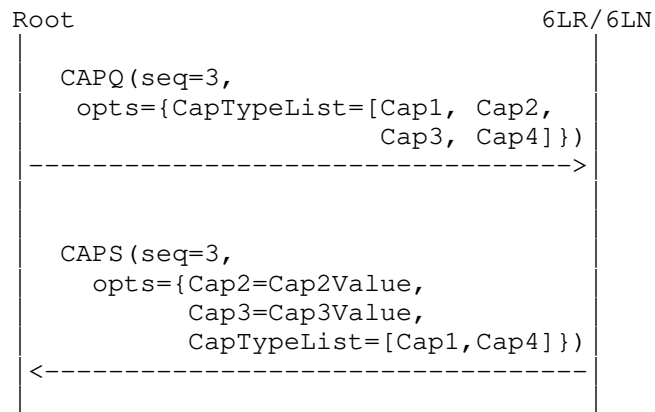 Root 6LR/6LN
CAPQ(seq=3,
opts={CapTypeList=[Cap1, Cap2,
Cap3, Cap4]})
CAPS(seq=3,
opts={Cap2=Cap2Value,
Cap3=Cap3Value,
CapTypeList=[Cap1,Cap4]})